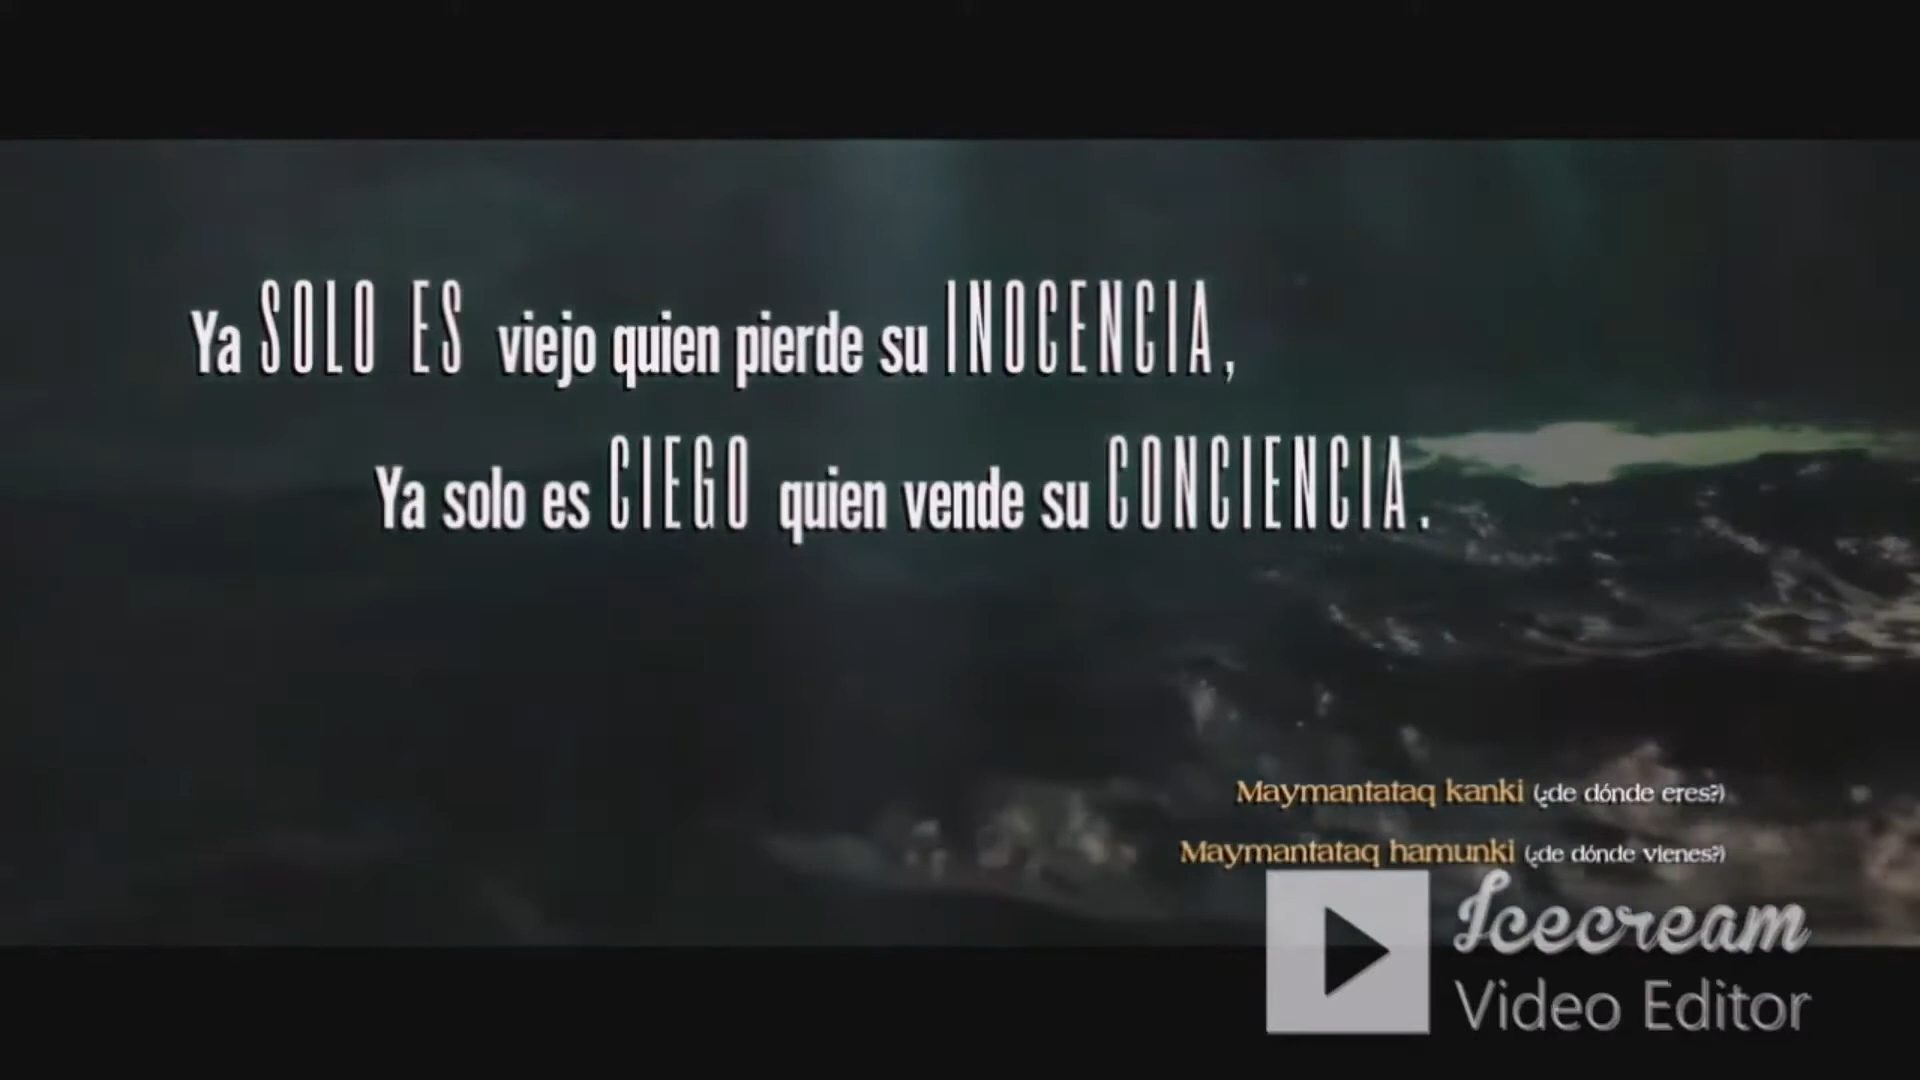 Ya SOLO ES viejo quien pierde su INOCENCIA,
Ya solo es CIEGO quien vende su CONCIENCIA.
Maymantataq kanki (¿de dónde eres?)
Maymantataq hamunki (¿de dónde vienes?)
Icecream
Video Editor